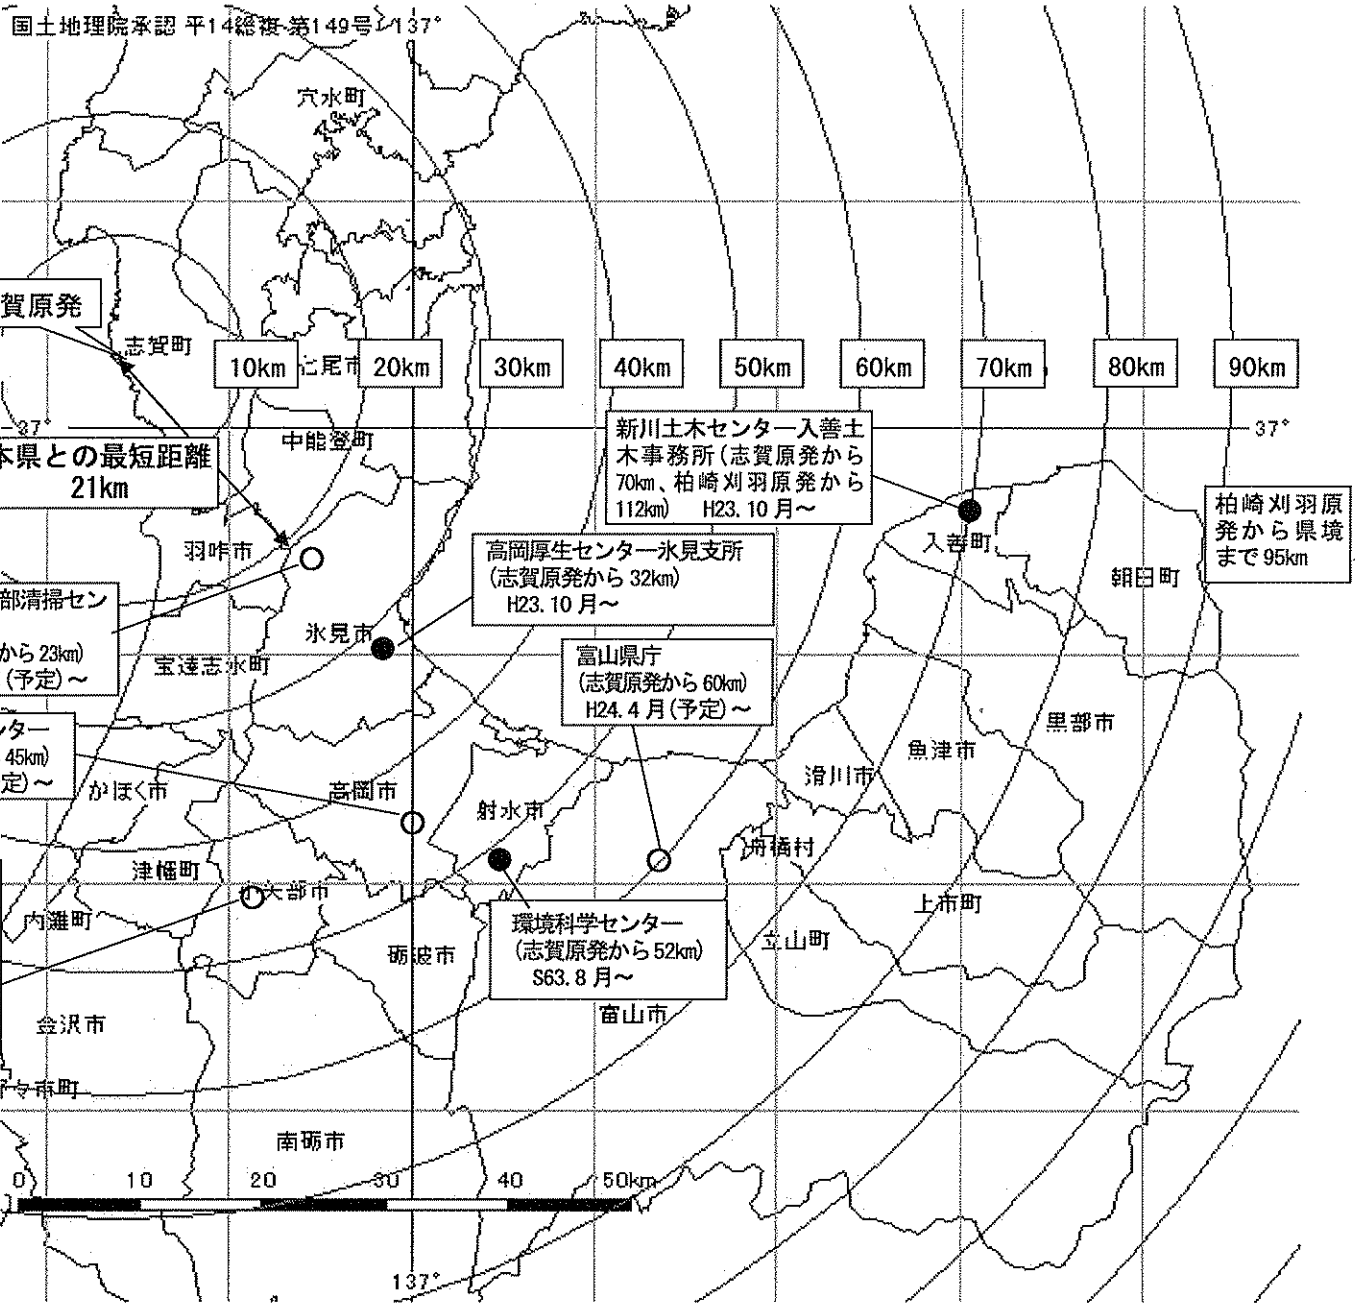 国土地理院承認 平14総複 第149号
137°
穴水町
賀原発
志賀町
七尾市
10km
20km
30km
40km
50km
60km
70km
80km
90km
37°
37°
中能登町
本県との最短距離
21km
新川土木センター入善土
木事務所(志賀原発から
70km、柏崎刈羽原発から
112km) H23.10月~
柏崎刈羽原
発から県境
まで95km
入善町
朝日町
羽咋市
高岡厚生センター氷見支所
(志賀原発から32km)
H23.10月~
部清掃セン
から23km)
(予定)~
氷見市
宝達志水町
富山県庁
(志賀原発から60km)
H24.4月(予定)~
黒部市
魚津市
滑川市
ンター
45km)
定)~
かほく市
高岡市
射水市
舟橋村
津幡町
小矢部市
上市町
内灘町
環境科学センター
(志賀原発から52km)
S63.8月~
立山町
砺波市
富山市
金沢市
々市町
南砺市
0 10 20 30 40 50km
137°